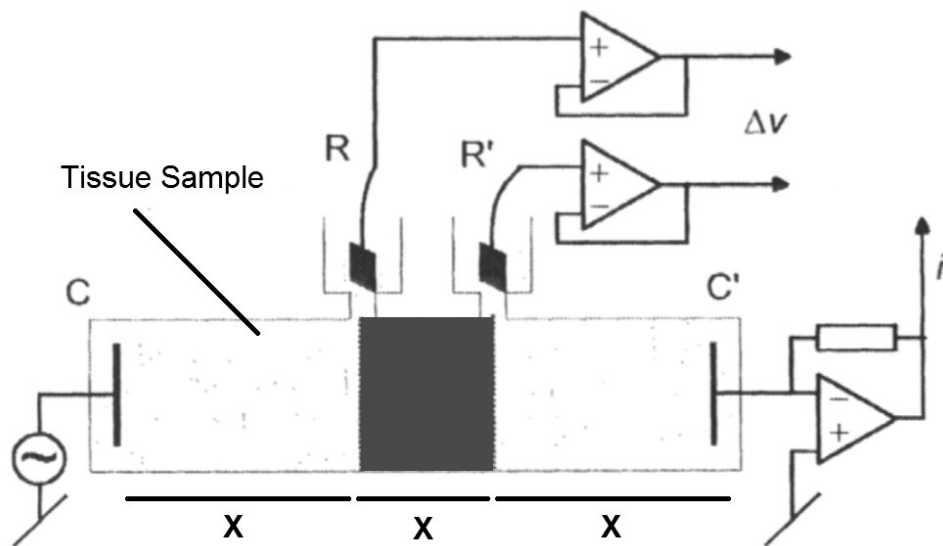 R
R'
Δv
Tissue Sample
C
C'
i
+
−
+
−
−
+
~
X X X